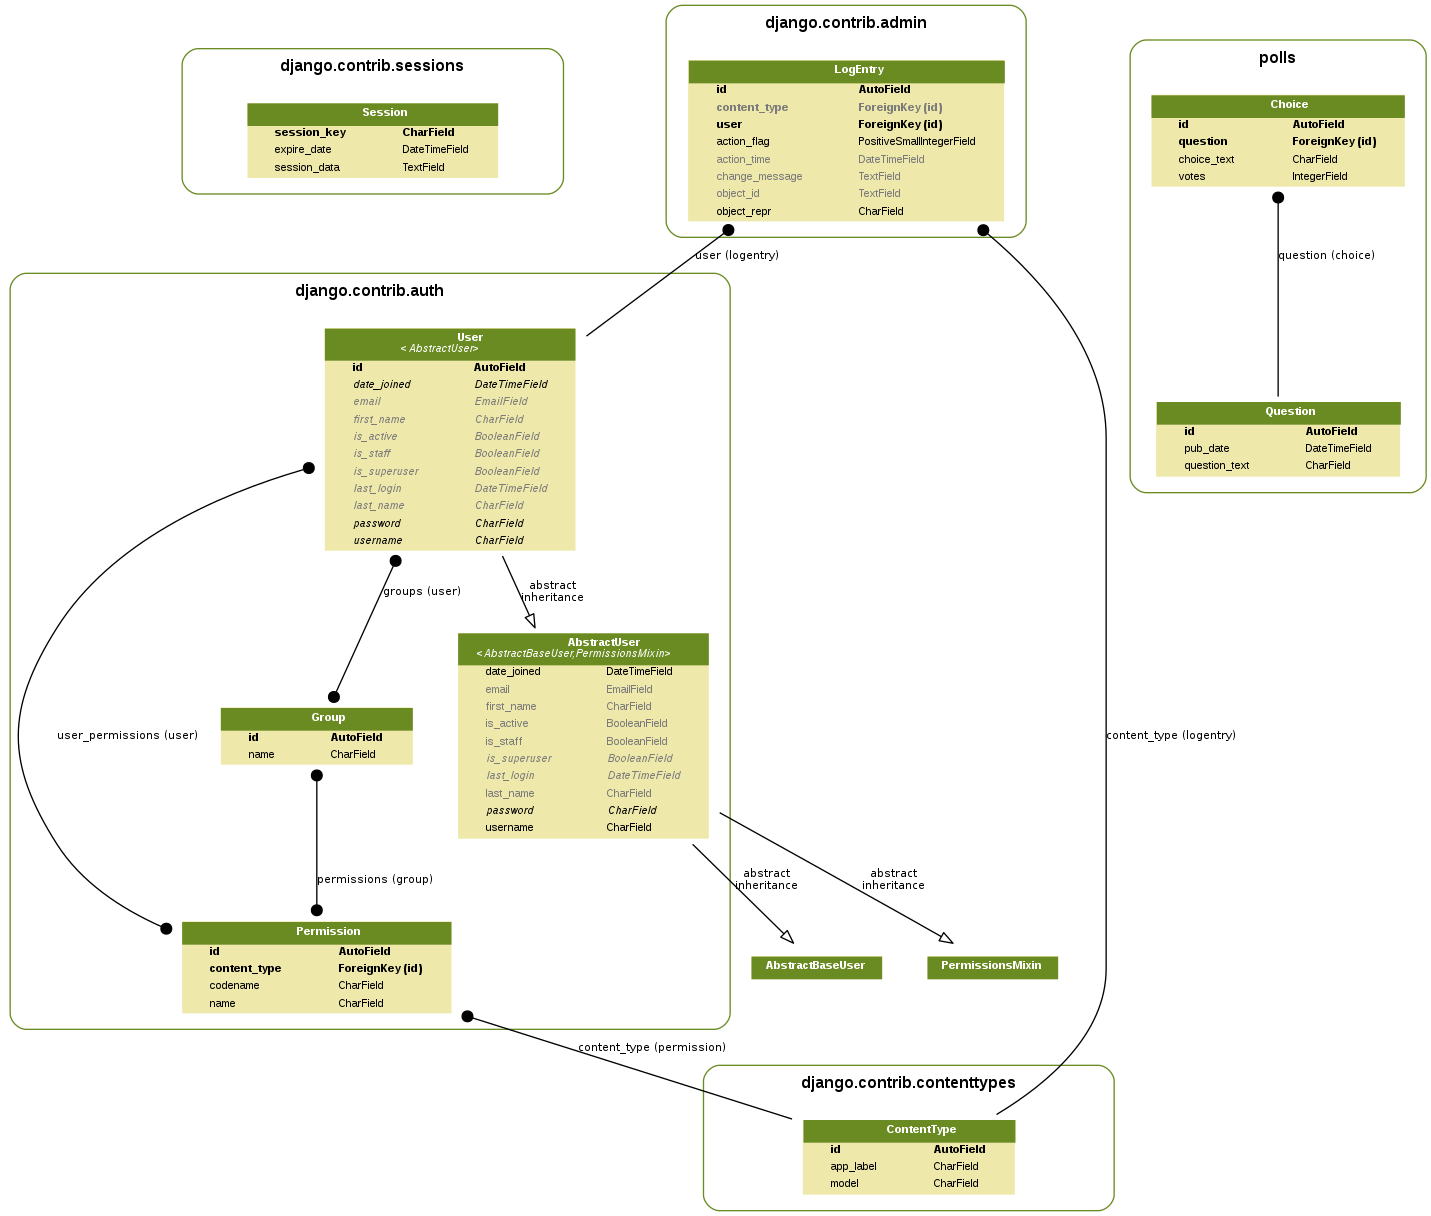 django.contrib.admin
LogEntry
id AutoField
content_type ForeignKey (id)
user ForeignKey (id)
action_flag PositiveSmallIntegerField
action_time DateTimeField
change_message TextField
object_id TextField
object_repr CharField
django.contrib.sessions
Session
session_key CharField
expire_date DateTimeField
session_data TextField
polls
Choice
id AutoField
question ForeignKey (id)
choice_text CharField
votes IntegerField
question (choice)
Question
id AutoField
pub_date DateTimeField
question_text CharField
user (logentry)
django.contrib.auth
User
< AbstractUser>
id AutoField
date_joined DateTimeField
email EmailField
first_name CharField
is_active BooleanField
is_staff BooleanField
is_superuser BooleanField
last_login DateTimeField
last_name CharField
password CharField
username CharField
groups (user)
abstract
inheritance
AbstractUser
<AbstractBaseUser,PermissionsMixin>
date_joined DateTimeField
email EmailField
first_name CharField
is_active BooleanField
is_staff BooleanField
is_superuser BooleanField
last_login DateTimeField
last_name CharField
password CharField
username CharField
Group
id AutoField
name CharField
user_permissions (user)
content_type (logentry)
permissions (group)
abstract
inheritance
abstract
inheritance
Permission
id AutoField
content_type ForeignKey (id)
codename CharField
name CharField
AbstractBaseUser
PermissionsMixin
content_type (permission)
django.contrib.contenttypes
ContentType
id AutoField
app_label CharField
model CharField